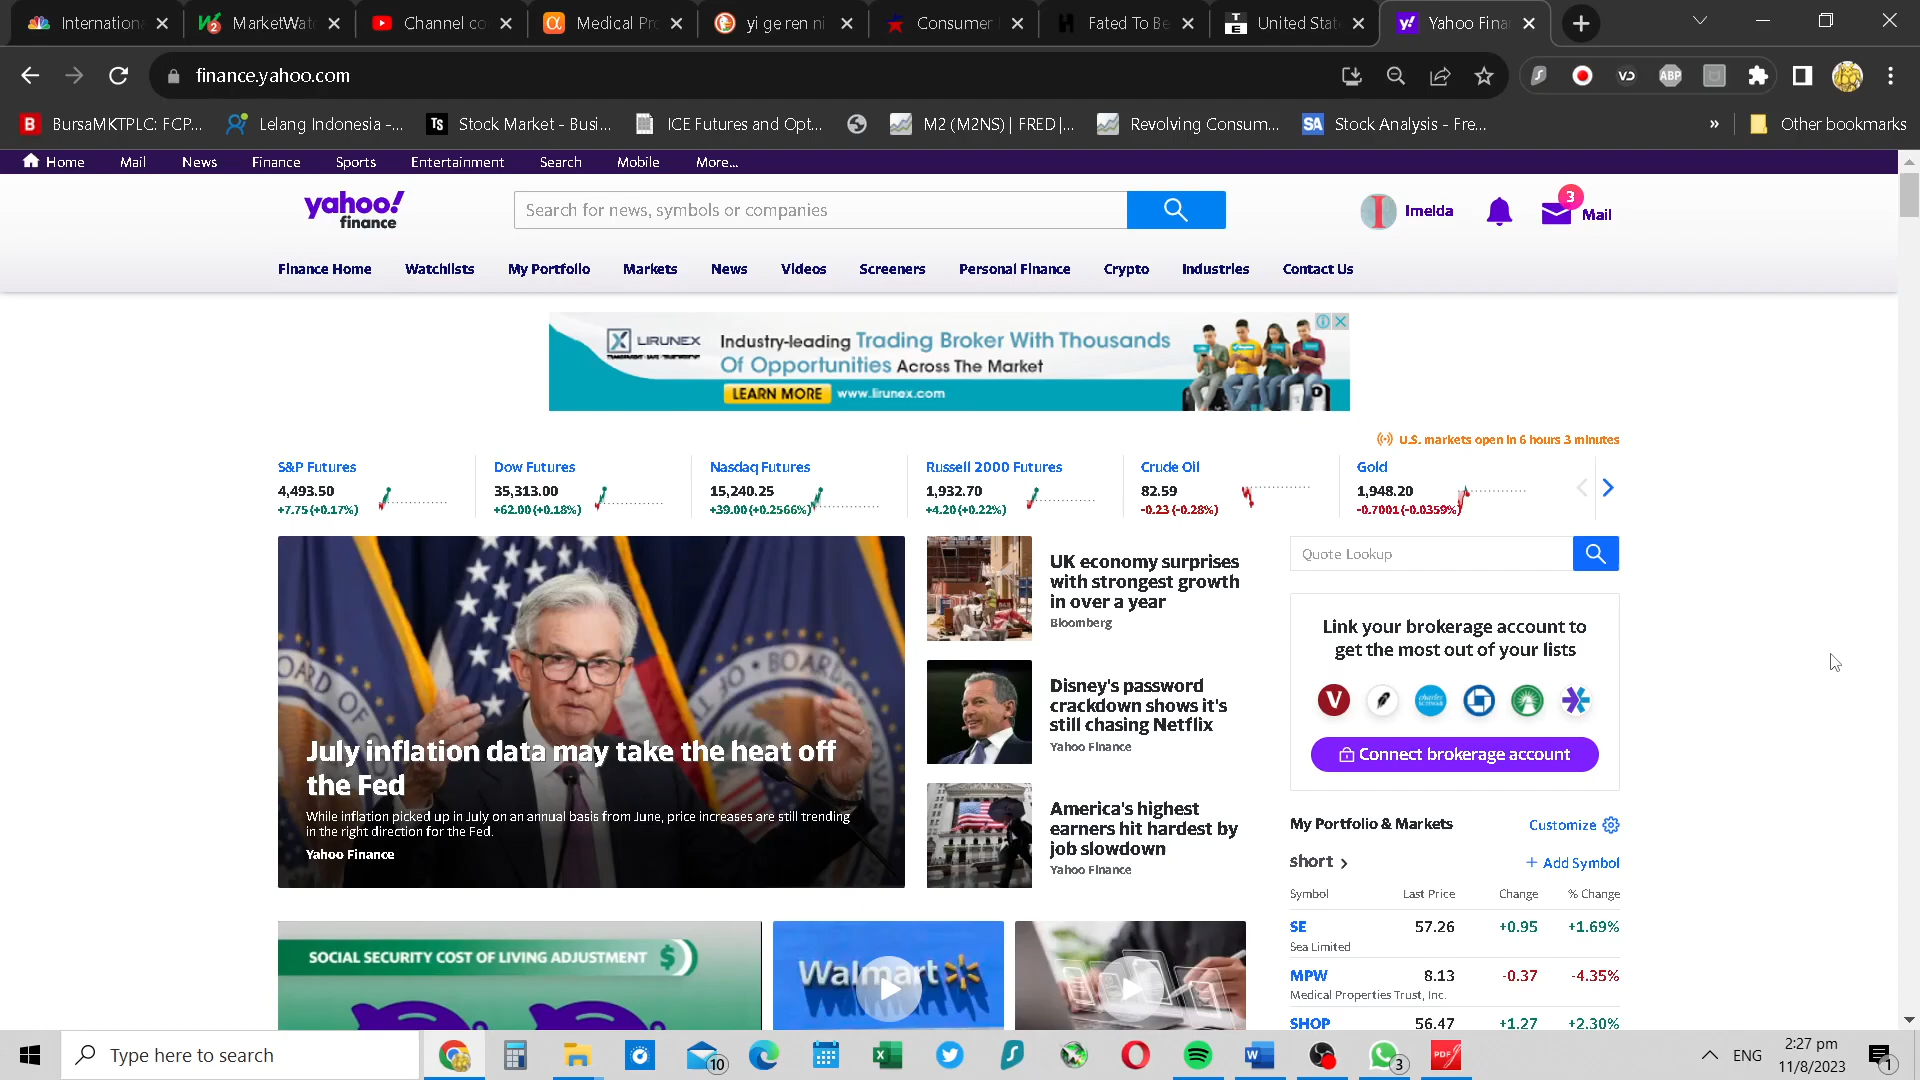 Internationa
MarketWat
Channel co
Medical Pro
yi ge ren ni
Consumer
Fated To Be
United Stat
Yahoo Fina
finance.yahoo.com
BursaMKTPLC: FCP...
Lelang Indonesia -...
Stock Market - Busi...
ICE Futures and Opt...
M2 (M2NS) | FRED |...
Revolving Consum...
Stock Analysis - Fre...
»
Other bookmarks
Home Mail News Finance Sports Entertainment Search Mobile More...
yahoo!
finance
Search for news, symbols or companies
Imelda
3
Mail
Finance Home Watchlists My Portfolio Markets News Videos Screeners Personal Finance Crypto Industries Contact Us
LIRUNEX
Industry-leading Trading Broker With Thousands
Of Opportunities Across The Market
LEARN MORE www.lirunex.com
U.S. markets open in 6 hours 3 minutes
S&P Futures
4,493.50
+7.75 (+0.17%)
Dow Futures
35,313.00
+62.00 (+0.18%)
Nasdaq Futures
15,240.25
+39.00 (+0.2566%)
Russell 2000 Futures
1,932.70
+4.20 (+0.22%)
Crude Oil
82.59
-0.23 (-0.28%)
Gold
1,948.20
-0.7001 (-0.0359%)
July inflation data may take the heat off
the Fed
While inflation picked up in July on an annual basis from June, price increases are still trending
in the right direction for the Fed.
Yahoo Finance
UK economy surprises
with strongest growth
in over a year
Bloomberg
Disney's password
crackdown shows it's
still chasing Netflix
Yahoo Finance
America's highest
earners hit hardest by
job slowdown
Yahoo Finance
Quote Lookup
Link your brokerage account to
get the most out of your lists
Connect brokerage account
My Portfolio & Markets
Customize
short >
+ Add Symbol
Symbol Last Price Change % Change
SE 57.26 +0.95 +1.69%
Sea Limited
MPW 8.13 -0.37 -4.35%
Medical Properties Trust, Inc.
SHOP 56.47 +1.27 +2.30%
SOCIAL SECURITY COST OF LIVING ADJUSTMENT $
Walmart
Type here to search
10
3
ENG
2:27 pm
11/8/2023
1